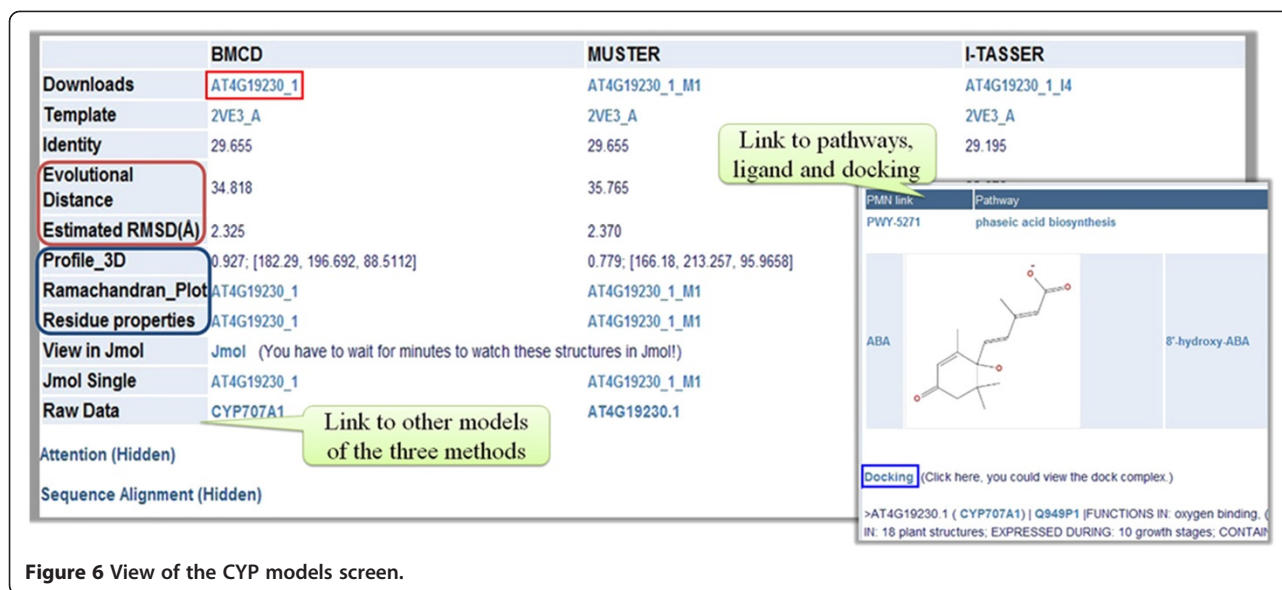 BMCD MUSTER I-TASSER
Downloads AT4G19230_1 AT4G19230_1_M1 AT4G19230_1_I4
Template 2VE3_A 2VE3_A 2VE3_A
Identity 29.655 29.655 29.195
Evolutional
Distance 34.818 35.765
Estimated RMSD(Å) 2.325 2.370
Profile_3D 0.927; [182.29, 196.692, 88.5112] 0.779; [166.18, 213.257, 95.9658]
Ramachandran_Plot AT4G19230_1 AT4G19230_1_M1
Residue properties AT4G19230_1 AT4G19230_1_M1
View in Jmol Jmol (You have to wait for minutes to watch these structures in Jmol!)
Jmol Single AT4G19230_1 AT4G19230_1_M1
Raw Data CYP707A1 AT4G19230.1
Attention (Hidden)
Sequence Alignment (Hidden)
Link to other models
of the three methods
Link to pathways,
ligand and docking
PMN link Pathway
PWY-5271 phaseic acid biosynthesis
O-
O
O
O
ABA 8'-hydroxy-ABA
Docking (Click here, you could view the dock complex.)
>AT4G19230.1 ( CYP707A1) | Q949P1 |FUNCTIONS IN: oxygen binding, (
IN: 18 plant structures; EXPRESSED DURING: 10 growth stages; CONTAIN
Figure 6 View of the CYP models screen.